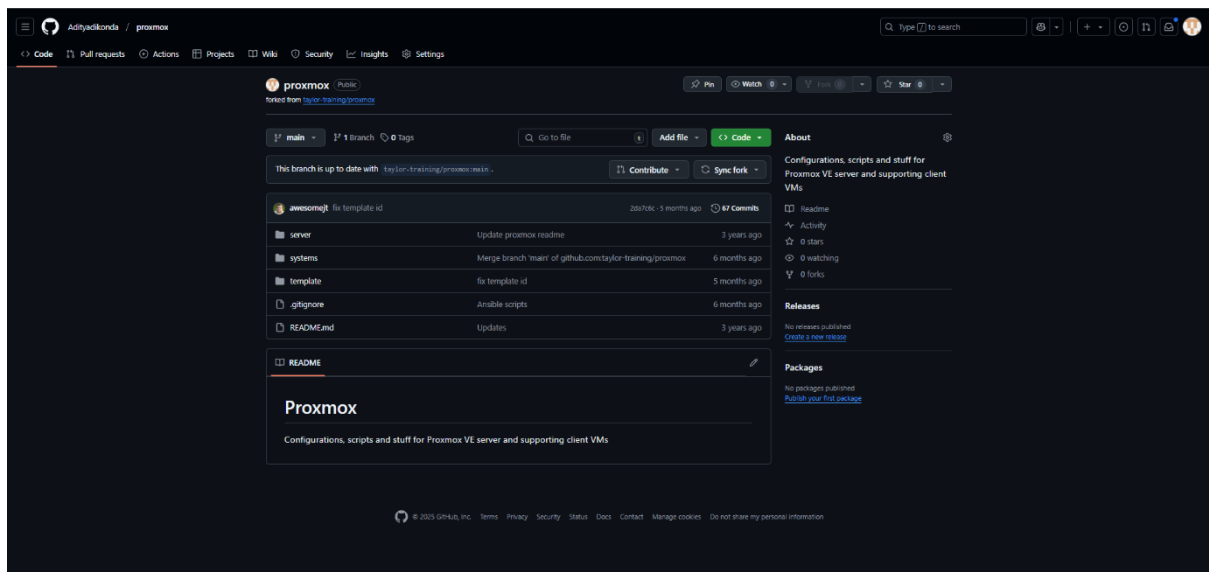 Adityadikonda / proxmox
Type / to search
Code Pull requests Actions Projects Wiki Security Insights Settings
proxmox Public
Pin Watch 0 Fork 0 Star 0
forked from taylor-training/proxmox
main 1 Branch 0 Tags
Go to file t Add file Code
This branch is up to date with taylor-training/proxmox:main .
Contribute Sync fork
awesomejt fix template id 2da7c6c · 5 months ago 67 Commits
server Update proxmox readme 3 years ago
systems Merge branch 'main' of github.com:taylor-training/proxmox 6 months ago
template fix template id 5 months ago
.gitignore Ansible scripts 6 months ago
README.md Updates 3 years ago
README
Proxmox
Configurations, scripts and stuff for Proxmox VE server and supporting client VMs
About
Configurations, scripts and stuff for
Proxmox VE server and supporting client
VMs
Readme
Activity
0 stars
0 watching
0 forks
Releases
No releases published
Create a new release
Packages
No packages published
Publish your first package
© 2025 GitHub, Inc. Terms Privacy Security Status Docs Contact Manage cookies Do not share my personal information